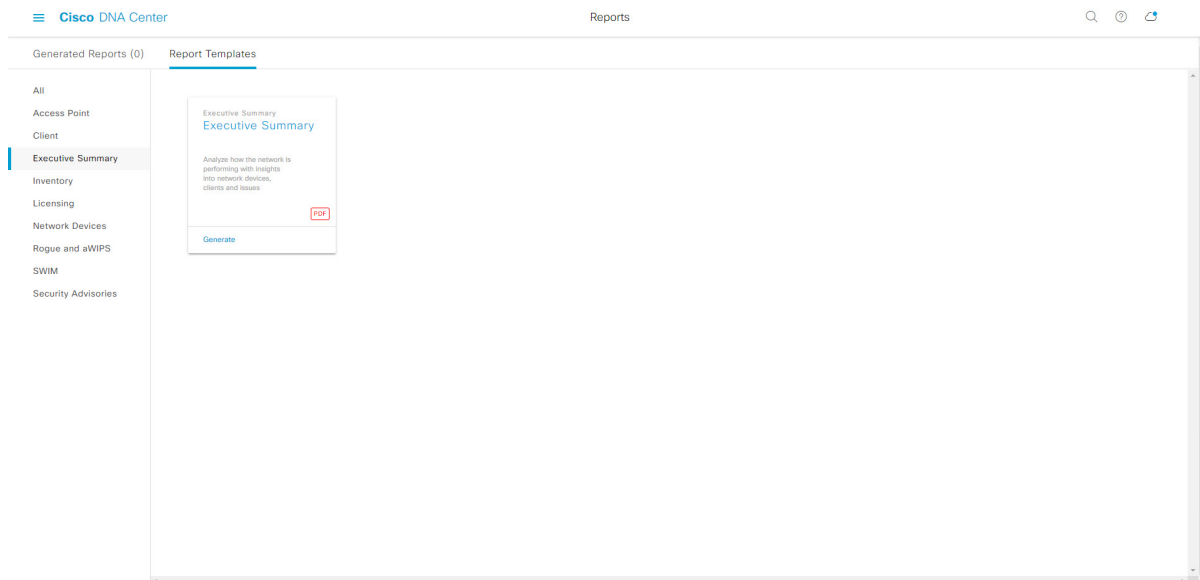 Cisco DNA Center
Reports
Generated Reports (0)
Report Templates
All
Access Point
Client
Executive Summary
Inventory
Licensing
Network Devices
Rogue and aWIPS
SWIM
Security Advisories
Executive Summary
Executive Summary
Analyze how the network is
performing with insights
into network devices,
clients and issues
PDF
Generate